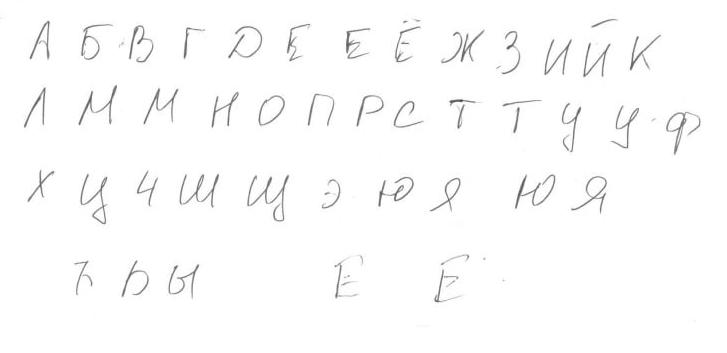 А Б В Г Д Е Е Ё Ж З И Й К
Л М М Н О П Р С Т Т У У Ф
Х Ц Ч Ш Щ Э Ю Я Ю Я
Ъ Ь Ы Е Ё